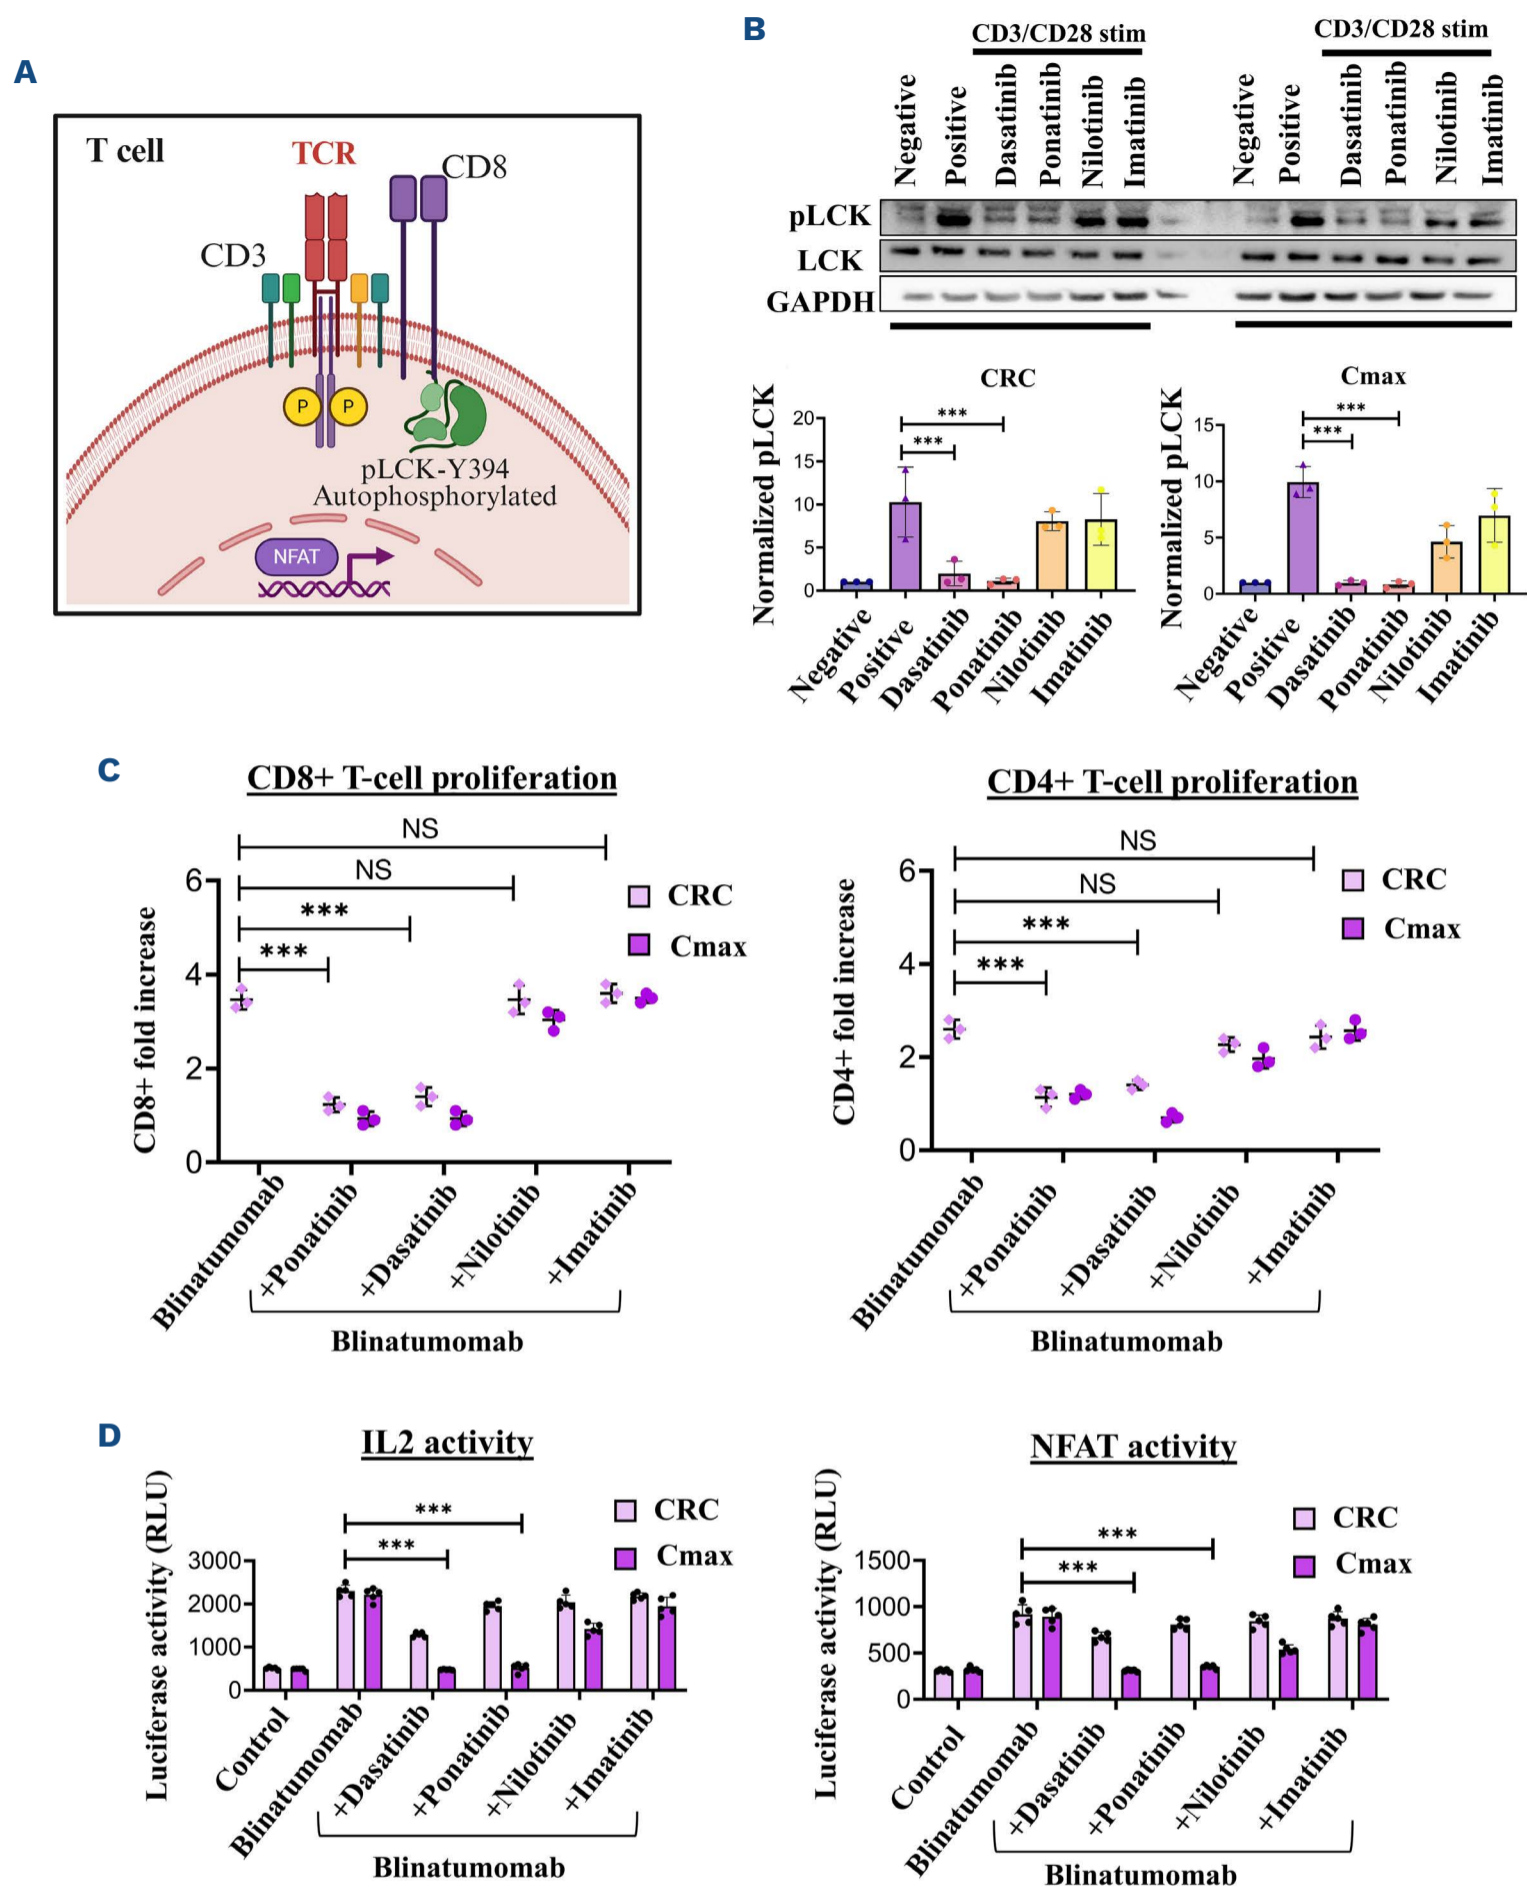 A
T cell
TCR
CD8
CD3
P
P
pLCK-Y394
Autophosphorylated
NFAT
B
CD3/CD28 stim
CD3/CD28 stim
Negative
Positive
Dasatinib
Ponatinib
Nilotinib
Imatinib
Negative
Positive
Dasatinib
Ponatinib
Nilotinib
Imatinib
pLCK
LCK
GAPDH
CRC
Normalized pLCK
20
15
10
5
0
***
***
Negative
Positive
Dasatinib
Ponatinib
Nilotinib
Imatinib
Cmax
Normalized pLCK
15
10
5
0
***
***
Negative
Positive
Dasatinib
Ponatinib
Nilotinib
Imatinib
C
CD8+ T-cell proliferation
CD8+ fold increase
6
4
2
0
NS
NS
***
***
CRC
Cmax
Blinatumomab
+Ponatinib
+Dasatinib
+Nilotinib
+Imatinib
Blinatumomab
CD4+ T-cell proliferation
CD4+ fold increase
6
4
2
0
NS
NS
***
***
CRC
Cmax
Blinatumomab
+Ponatinib
+Dasatinib
+Nilotinib
+Imatinib
Blinatumomab
D
IL2 activity
Luciferase activity (RLU)
3000
2000
1000
0
***
***
CRC
Cmax
Control
Blinatumomab
+Dasatinib
+Ponatinib
+Nilotinib
+Imatinib
Blinatumomab
NFAT activity
Luciferase activity (RLU)
1500
1000
500
0
***
***
CRC
Cmax
Control
Blinatumomab
+Dasatinib
+Ponatinib
+Nilotinib
+Imatinib
Blinatumomab